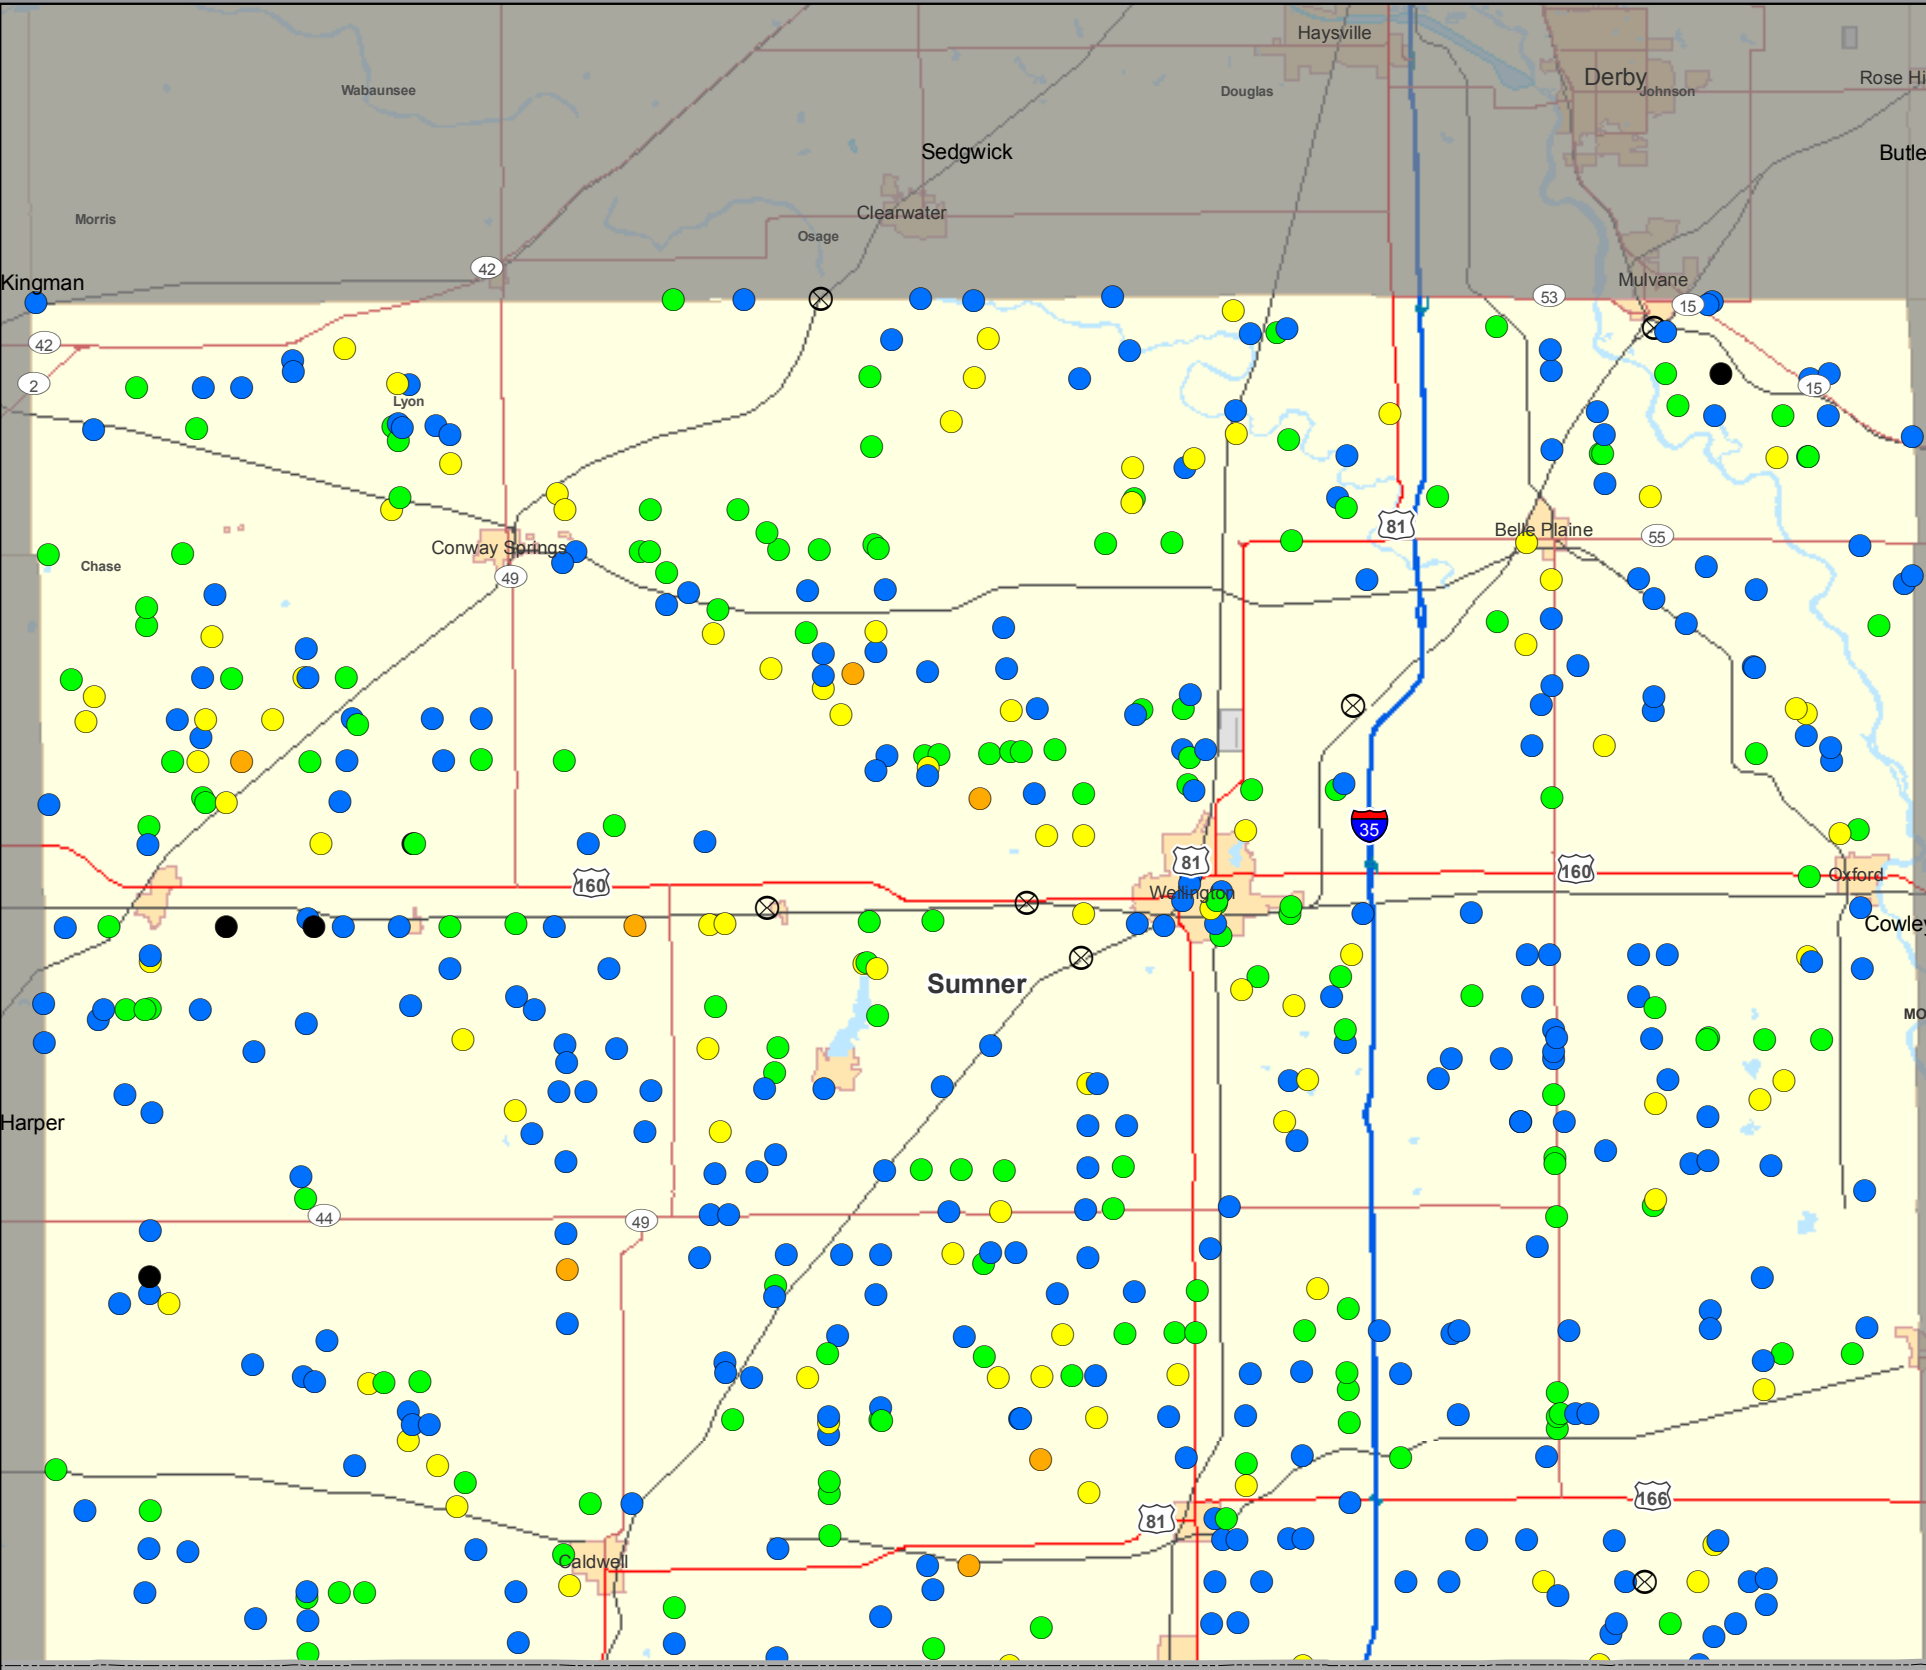 Haysville
Derby
Rose Hi
Wabaunsee
Douglas
Johnson
Sedgwick
Butle
Morris
Clearwater
Osage
42
Kingman
Mulvane
53
15
42
2
15
Lyon
81
Belle Plaine
55
Conway Springs
Chase
49
35
81
160
160
Oxford
Wellington
Cowley
Sumner
MO
Harper
44
49
166
81
Caldwell